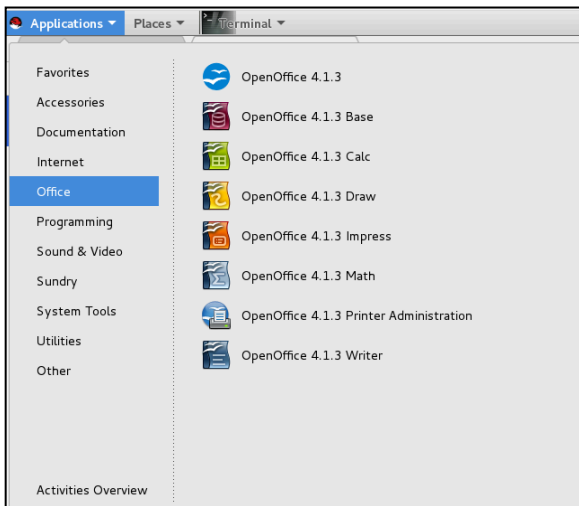 Applications Places Terminal
Favorites
Accessories
Documentation
Internet
Office
Programming
Sound & Video
Sundry
System Tools
Utilities
Other
Activities Overview
OpenOffice 4.1.3
OpenOffice 4.1.3 Base
OpenOffice 4.1.3 Calc
OpenOffice 4.1.3 Draw
OpenOffice 4.1.3 Impress
OpenOffice 4.1.3 Math
OpenOffice 4.1.3 Printer Administration
OpenOffice 4.1.3 Writer